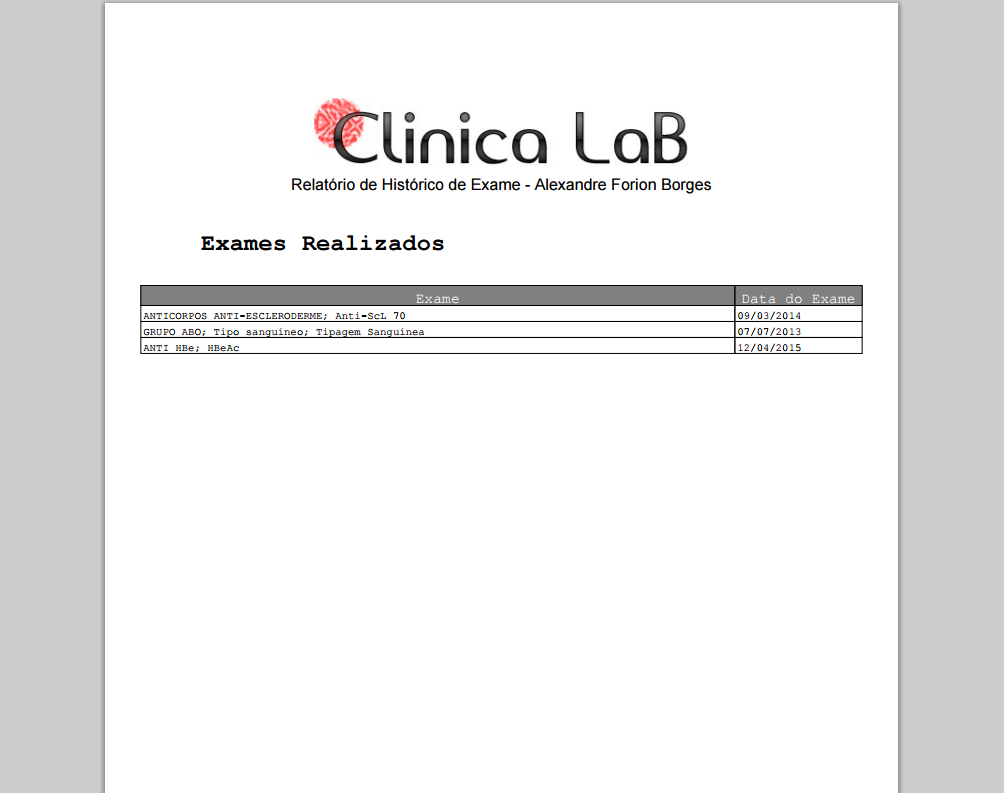 Clinica LaB
Relatório de Histórico de Exame - Alexandre Forion Borges
Exames Realizados
Exame Data do Exame
ANTICORPOS ANTI-ESCLERODERME; Anti-ScL 70 09/03/2014
GRUPO ABO; Tipo sanguíneo; Tipagem Sanguínea 07/07/2013
ANTI HBe; HBeAc 12/04/2015